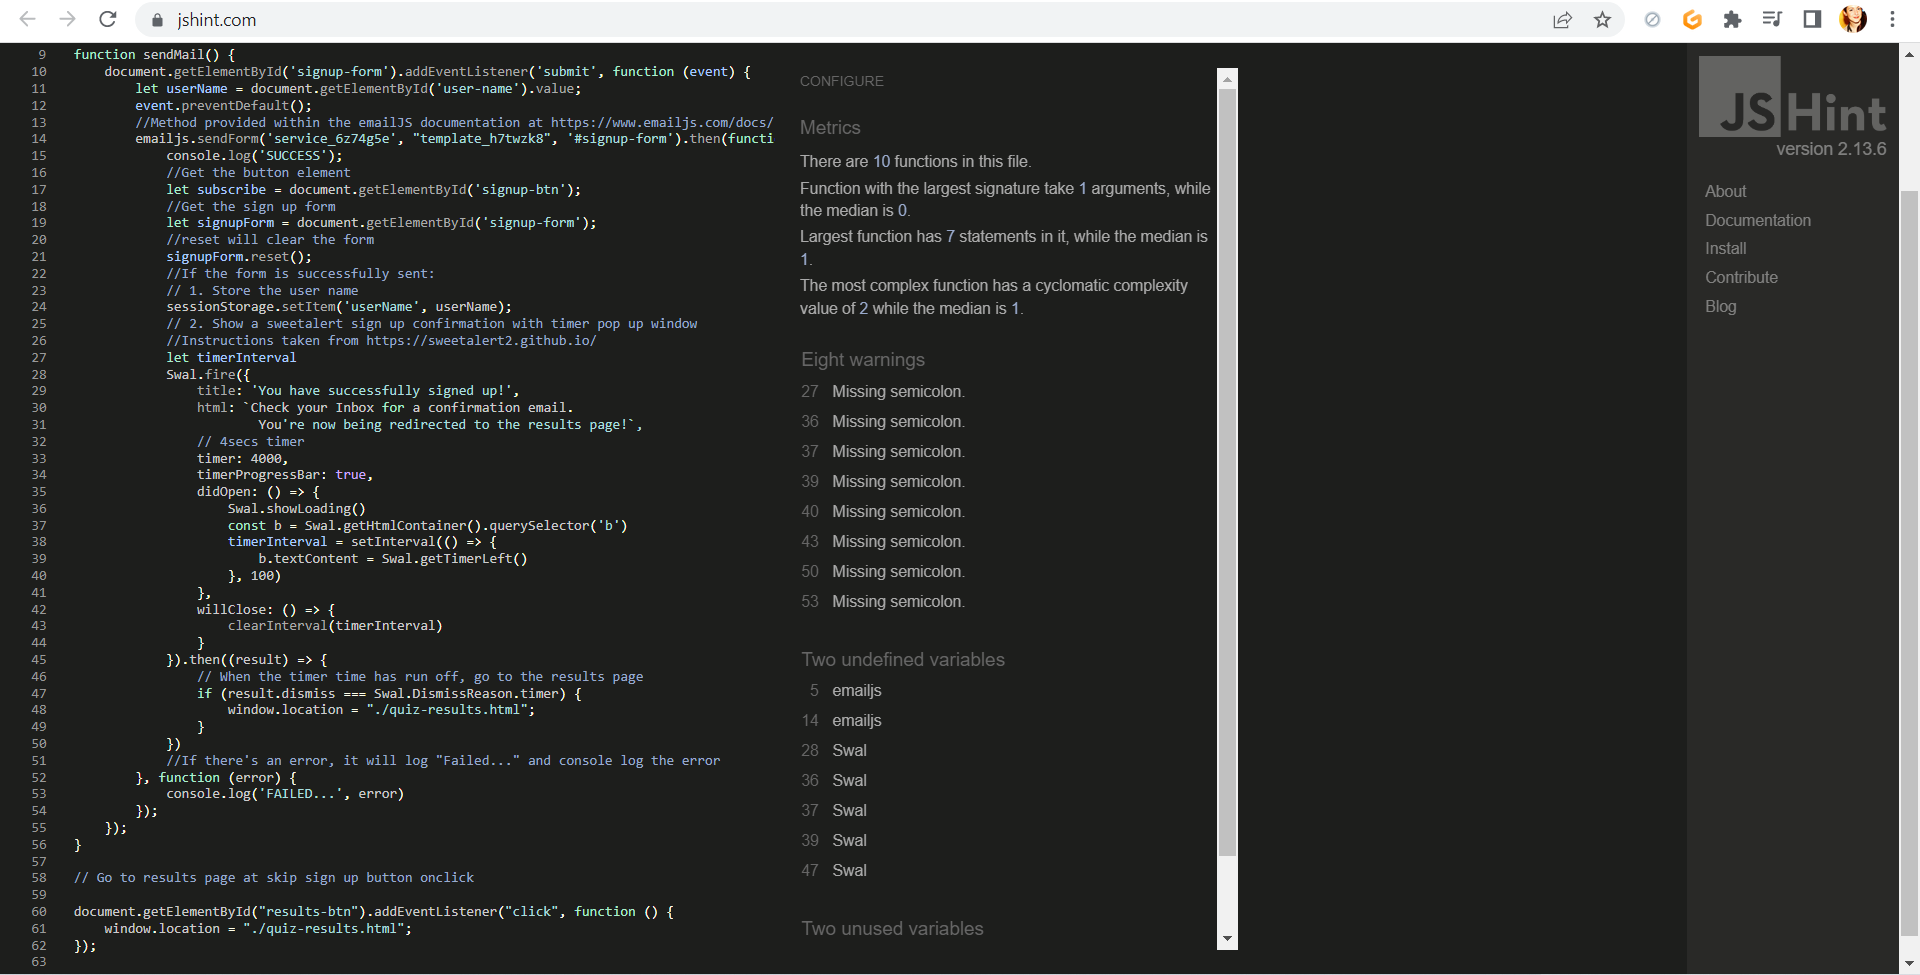 jshint.com
9 function sendMail() {
10 document.getElementById('signup-form').addEventListener('submit', function (event) {
11 let userName = document.getElementById('user-name').value;
12 event.preventDefault();
13 //Method provided within the emailJS documentation at https://www.emailjs.com/docs/
14 emailjs.sendForm('service_6z74g5e', "template_h7twzk8", '#signup-form').then(functi
15 console.log('SUCCESS');
16 //Get the button element
17 let subscribe = document.getElementById('signup-btn');
18 //Get the sign up form
19 let signupForm = document.getElementById('signup-form');
20 //reset will clear the form
21 signupForm.reset();
22 //If the form is successfully sent:
23 // 1. Store the user name
24 sessionStorage.setItem('userName', userName);
25 // 2. Show a sweetalert sign up confirmation with timer pop up window
26 //Instructions taken from https://sweetalert2.github.io/
27 let timerInterval
28 Swal.fire({
29 title: 'You have successfully signed up!',
30 html: `Check your Inbox for a confirmation email.
31 You're now being redirected to the results page!`,
32 // 4secs timer
33 timer: 4000,
34 timerProgressBar: true,
35 didOpen: () => {
36 Swal.showLoading()
37 const b = Swal.getHtmlContainer().querySelector('b')
38 timerInterval = setInterval(() => {
39 b.textContent = Swal.getTimerLeft()
40 }, 100)
41 },
42 willClose: () => {
43 clearInterval(timerInterval)
44 }
45 }).then((result) => {
46 // When the timer time has run off, go to the results page
47 if (result.dismiss === Swal.DismissReason.timer) {
48 window.location = "./quiz-results.html";
49 }
50 })
51 //If there's an error, it will log "Failed..." and console log the error
52 }, function (error) {
53 console.log('FAILED...', error)
54 });
55 });
56 }
57
58 // Go to results page at skip sign up button onclick
59
60 document.getElementById("results-btn").addEventListener("click", function () {
61 window.location = "./quiz-results.html";
62 });
63
CONFIGURE
Metrics
There are 10 functions in this file.
Function with the largest signature take 1 arguments, while
the median is 0.
Largest function has 7 statements in it, while the median is
1.
The most complex function has a cyclomatic complexity
value of 2 while the median is 1.
Eight warnings
27 Missing semicolon.
36 Missing semicolon.
37 Missing semicolon.
39 Missing semicolon.
40 Missing semicolon.
43 Missing semicolon.
50 Missing semicolon.
53 Missing semicolon.
Two undefined variables
5 emailjs
14 emailjs
28 Swal
36 Swal
37 Swal
39 Swal
47 Swal
Two unused variables
JSHint
version 2.13.6
About
Documentation
Install
Contribute
Blog